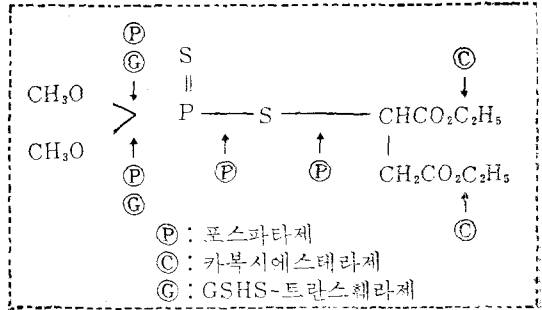 Ⓟ
Ⓖ S Ⓒ
CH₃O ‖
P — S — CHCO₂C₂H₅
CH₃O
Ⓟ Ⓟ Ⓟ CH₂CO₂C₂H₅
Ⓖ
Ⓒ
Ⓟ : 포스파타제
Ⓒ : 카복시에스테라제
Ⓖ : GSHS-트란스훼라제